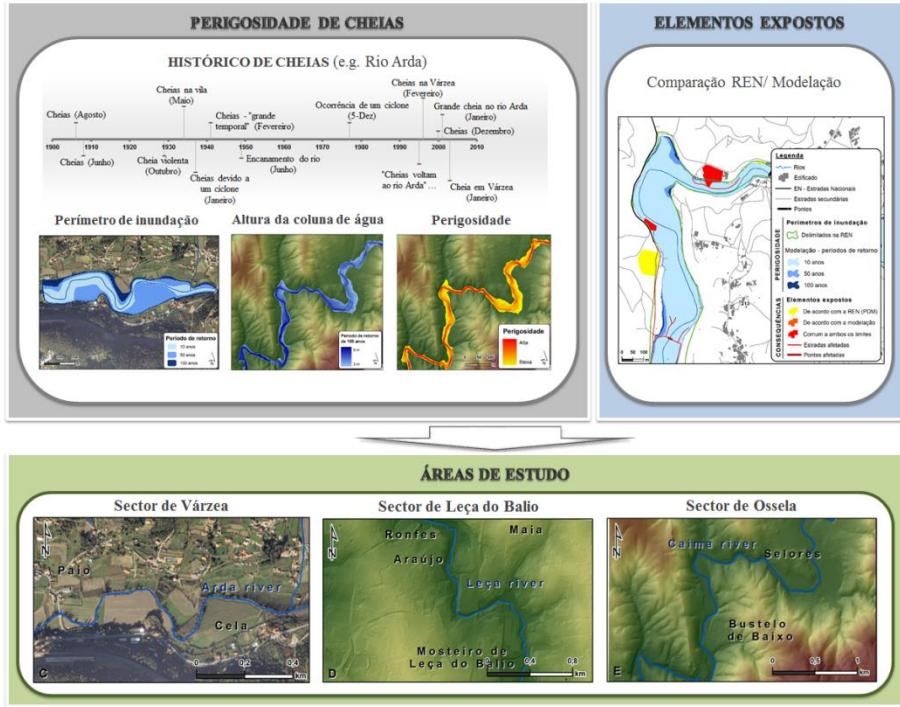 PERIGOSIDADE DE CHEIAS
HISTÓRICO DE CHEIAS (e.g. Rio Arda)
Cheias (Agosto)
Cheias na vila
(Maio)
Cheias - "grande
temporal" (Fevereiro)
Ocorrência de um ciclone
(5-Dez)
Cheias na Várzea
(Fevereiro)
Grande cheia no rio Arda
(Janeiro)
Cheias (Dezembro)
1900 1910 1920 1930 1940 1950 1960 1970 1980 1990 2000 2010
Cheias (Junho)
Cheia violenta
(Outubro)
Cheias devido a
um ciclone
(Janeiro)
Encanamento do rio
(Junho)
"Cheias voltam
ao rio Arda" ...
Cheia em Várzea
(Janeiro)
Perímetro de inundação
Período de retorno
10 anos
50 anos
100 anos
Altura da coluna de água
Período de retorno
de 100 anos
Perigosidade
Perigosidade
Alta
Baixa
ELEMENTOS EXPOSTOS
Comparação REN/ Modelação
Legenda
Rios
Edificado
EN - Estradas Nacionais
Estradas secundárias
Pontes
PERIGOSIDADE
Perímetros de inundação
Delimitados na REN
Modelação - períodos de retorno
10 anos
50 anos
100 anos
CONSEQUÊNCIAS
Elementos expostos
De acordo com a REN (PDM)
De acordo com a modelação
Comum a ambos os limites
Estradas afetadas
Pontes afetadas
0 50 100
m
ÁREAS DE ESTUDO
Sector de Várzea
N
Paio
Arda river
Cela
C
0 0,2 0,4
km
Sector de Leça do Balio
N
Ronfes
Maia
Araújo
Leça river
Mosteiro de
Leça do Balio
D
0 0,4 0,8
km
Sector de Ossela
N
Caima river
Selores
Bustelo
de Baixo
E
0 0,5 1
km